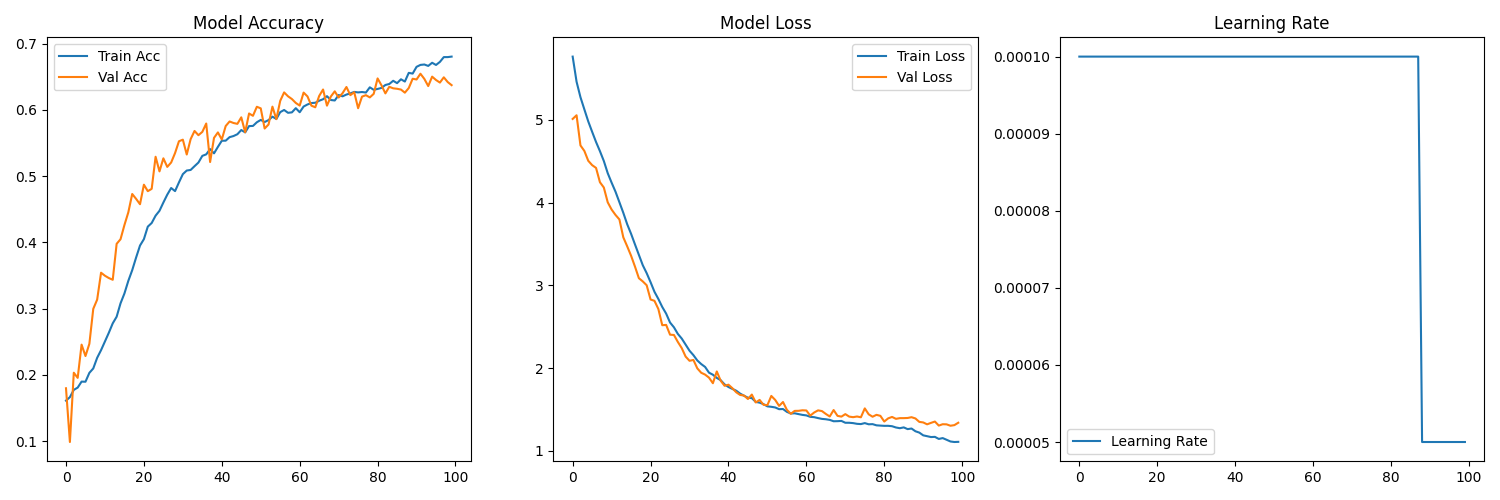 Model Accuracy
Train Acc
Val Acc
0.7
0.6
0.5
0.4
0.3
0.2
0.1
0 20 40 60 80 100
Model Loss
Train Loss
Val Loss
5
4
3
2
1
0 20 40 60 80 100
Learning Rate
0.00010
0.00009
0.00008
0.00007
0.00006
0.00005
Learning Rate
0 20 40 60 80 100